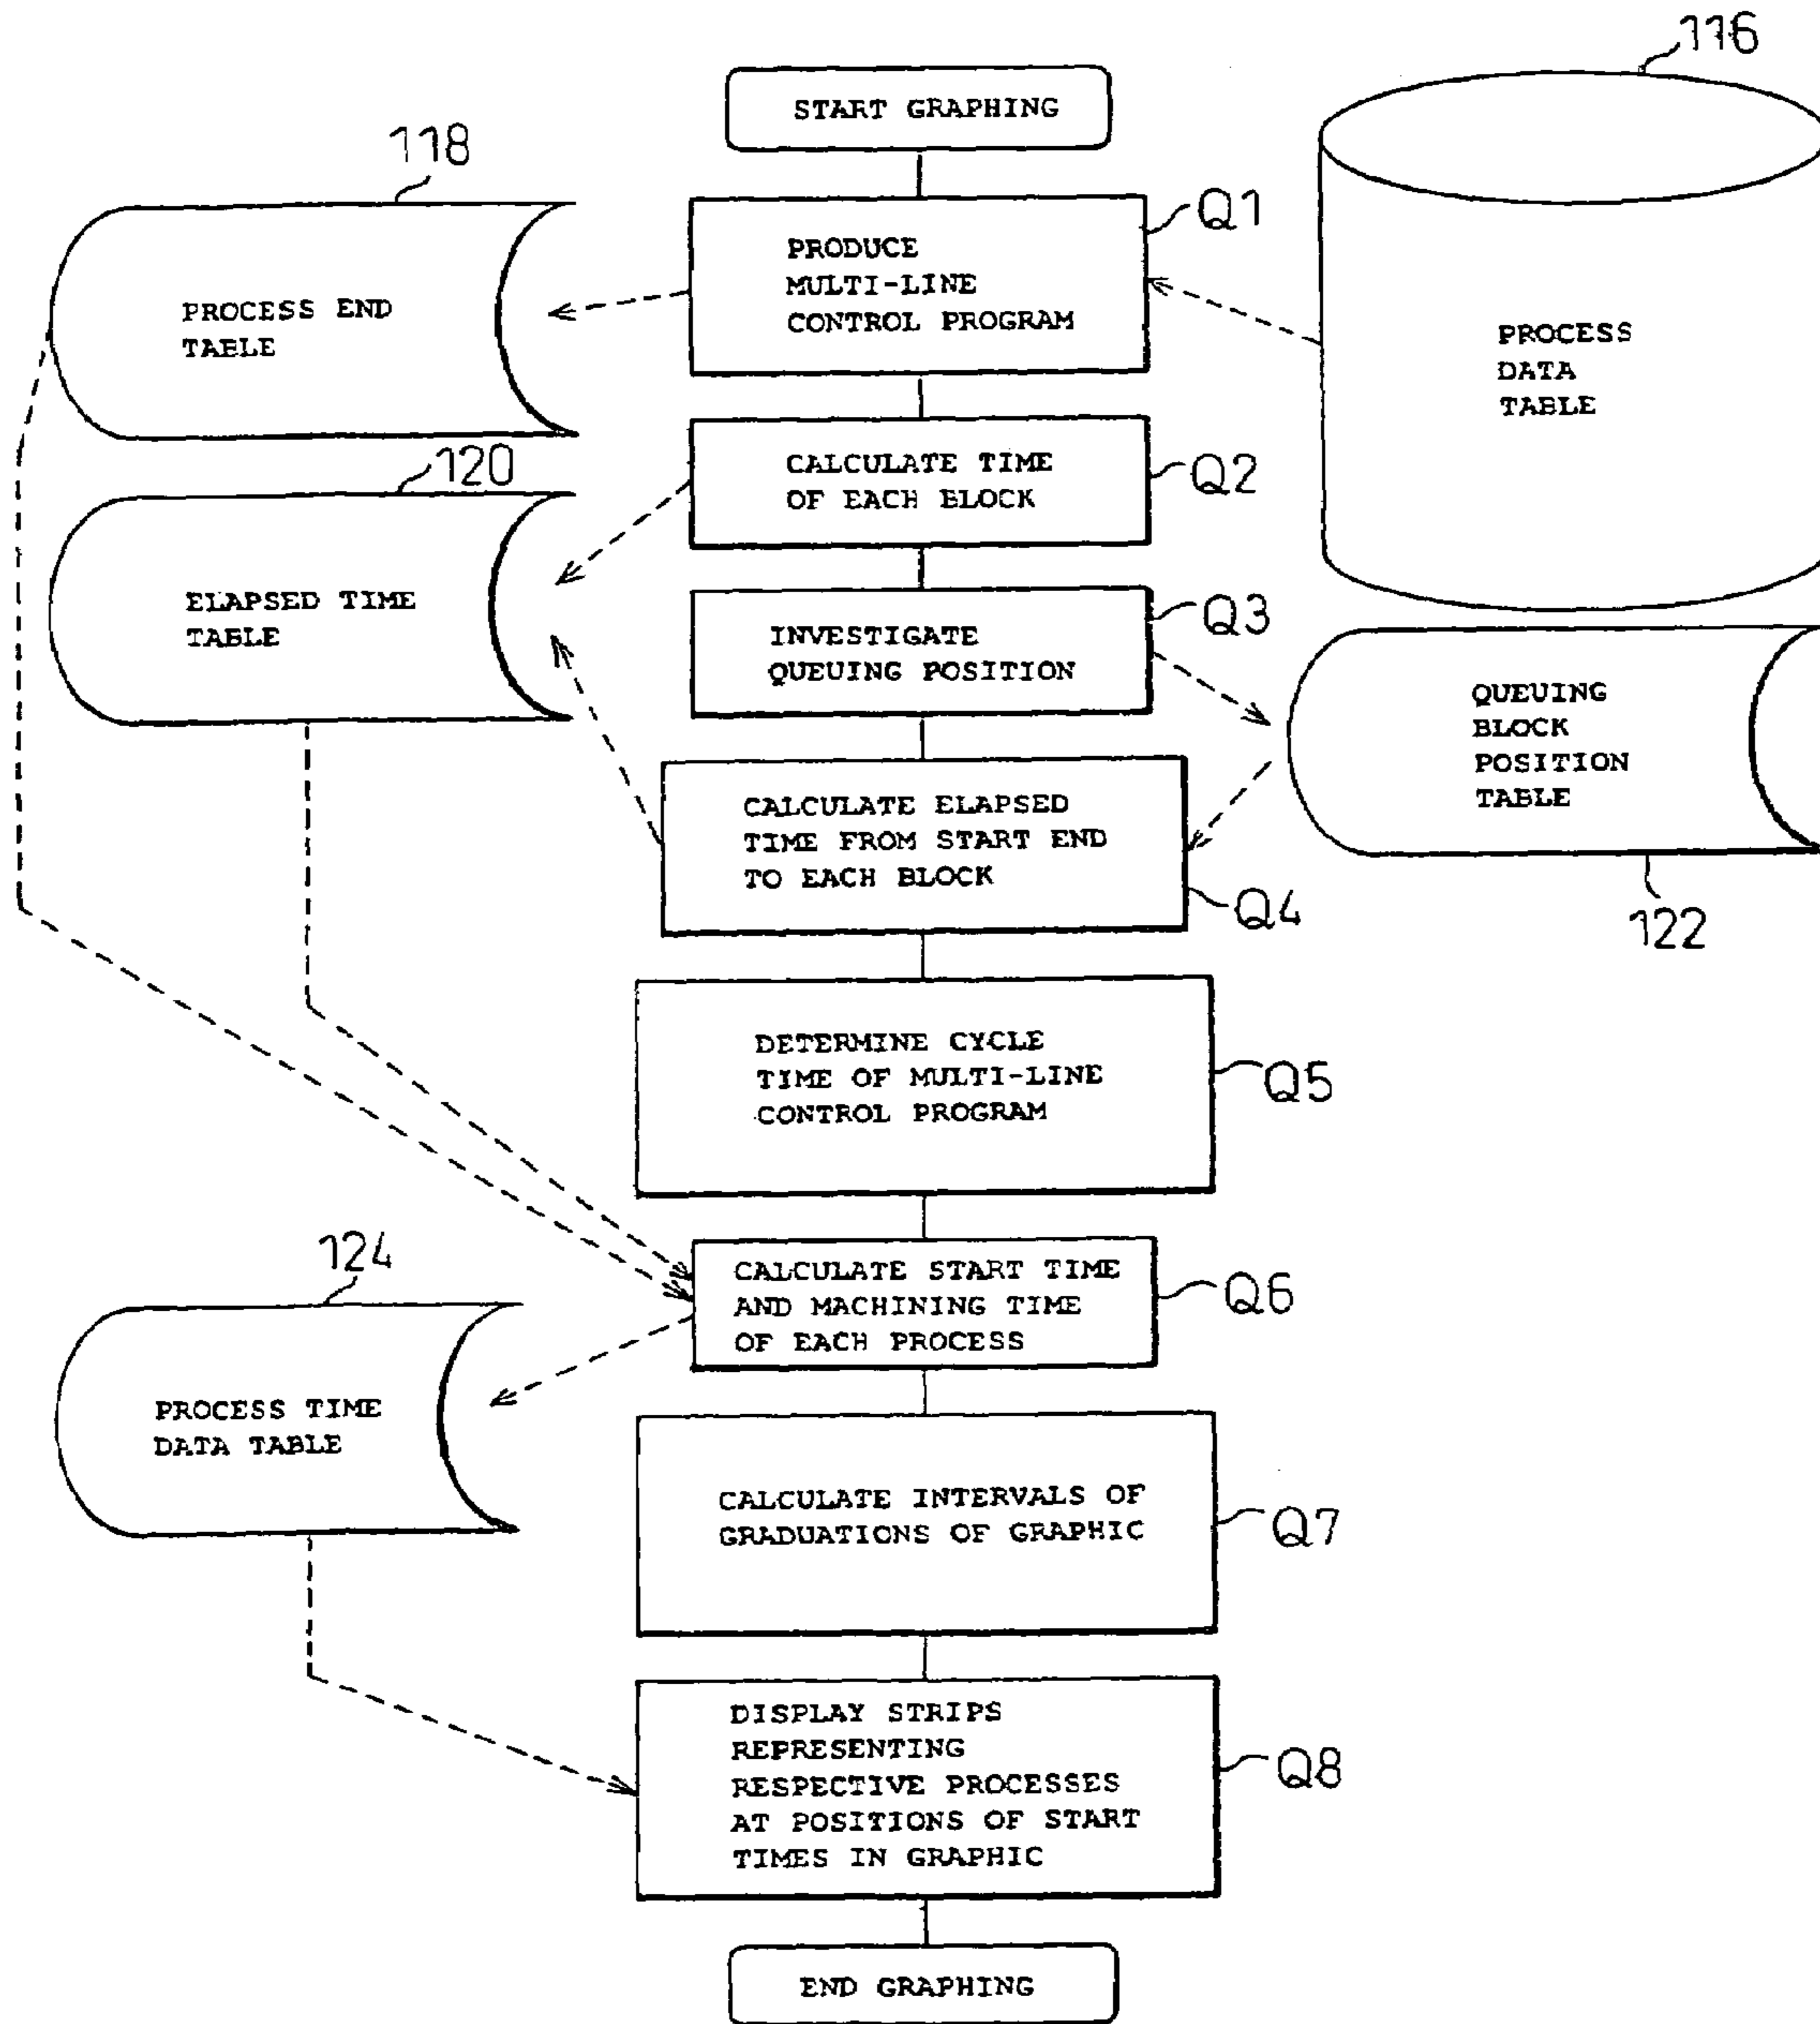 116
START GRAPHING
118
Q1
PRODUCE
MULTI-LINE
CONTROL PROGRAM
PROCESS END
TABLE
PROCESS
DATA
TABLE
120
CALCULATE TIME
OF EACH BLOCK
Q2
ELAPSED TIME
TABLE
Q3
INVESTIGATE
QUEUING POSITION
QUEUING
BLOCK
POSITION
TABLE
CALCULATE ELAPSED
TIME FROM START END
TO EACH BLOCK
Q4
122
DETERMINE CYCLE
TIME OF MULTI-LINE
CONTROL PROGRAM
Q5
124
CALCULATE START TIME
AND MACHINING TIME
OF EACH PROCESS
Q6
PROCESS TIME
DATA TABLE
CALCULATE INTERVALS OF
GRADUATIONS OF GRAPHIC
Q7
DISPLAY STRIPS
REPRESENTING
RESPECTIVE PROCESSES
AT POSITIONS OF START
TIMES IN GRAPHIC
Q8
END GRAPHING